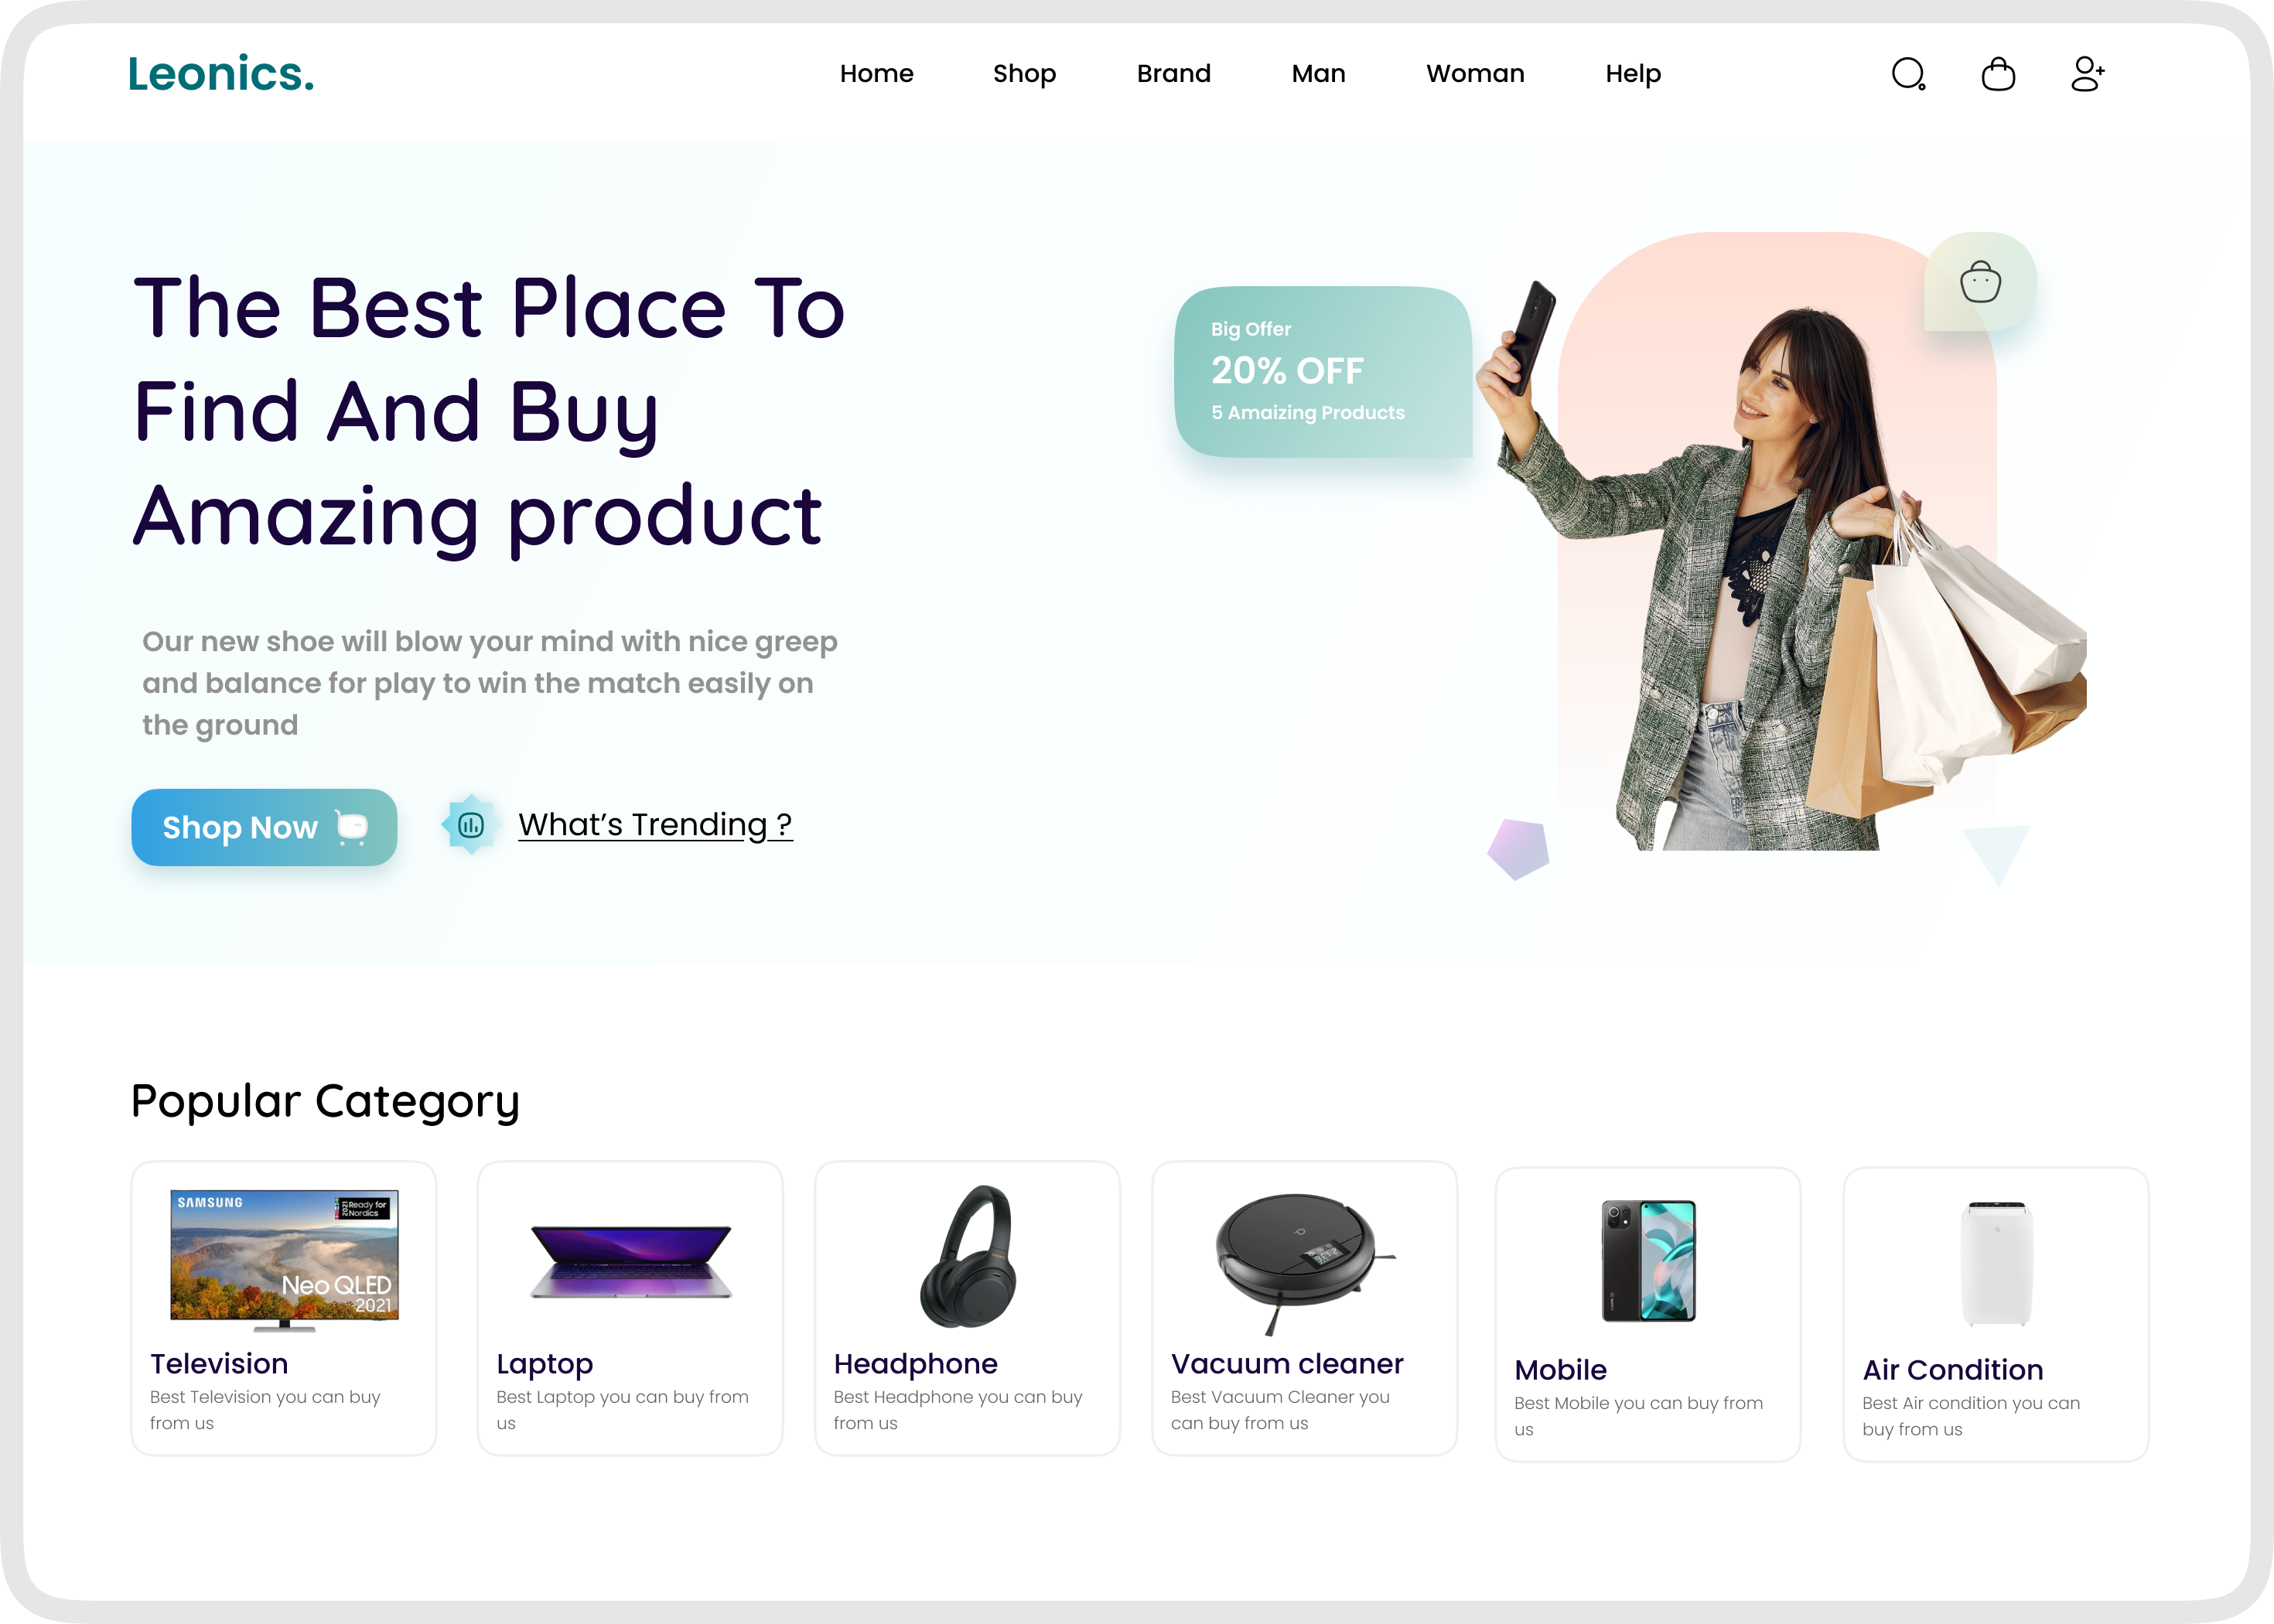 Leonics.
Home Shop Brand Man Woman Help
The Best Place To
Find And Buy
Amazing product
Big Offer
20% OFF
5 Amaizing Products
Our new shoe will blow your mind with nice greep
and balance for play to win the match easily on
the ground
Shop Now
What's Trending ?
Popular Category
SAMSUNG
2021
Ready for
Nordics
Neo QLED
2021
Television
Best Television you can buy
from us
Laptop
Best Laptop you can buy from
us
Headphone
Best Headphone you can buy
from us
Vacuum cleaner
Best Vacuum Cleaner you
can buy from us
Mobile
Best Mobile you can buy from
us
Air Condition
Best Air condition you can
buy from us